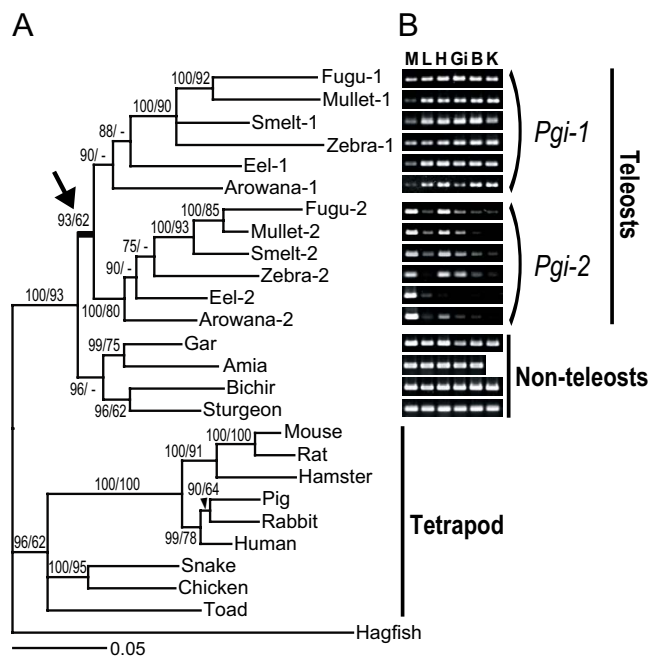 A
B
M L H Gi B K
100/92
Fugu-1
Mullet-1
100/90
Smelt-1
88/ -
Zebra-1
90/ -
Eel-1
Arowana-1
Pgi-1
93/62
100/85
Fugu-2
100/93
Mullet-2
75/ -
Smelt-2
90/ -
Zebra-2
Eel-2
100/80
Arowana-2
Pgi-2
Teleosts
100/93
99/75
Gar
Amia
96/ -
Bichir
96/62
Sturgeon
Non-teleosts
100/100
Mouse
100/91
Rat
Hamster
100/100
90/64
Pig
Rabbit
99/78
Human
Tetrapod
96/62
100/95
Snake
Chicken
Toad
Hagfish
0.05